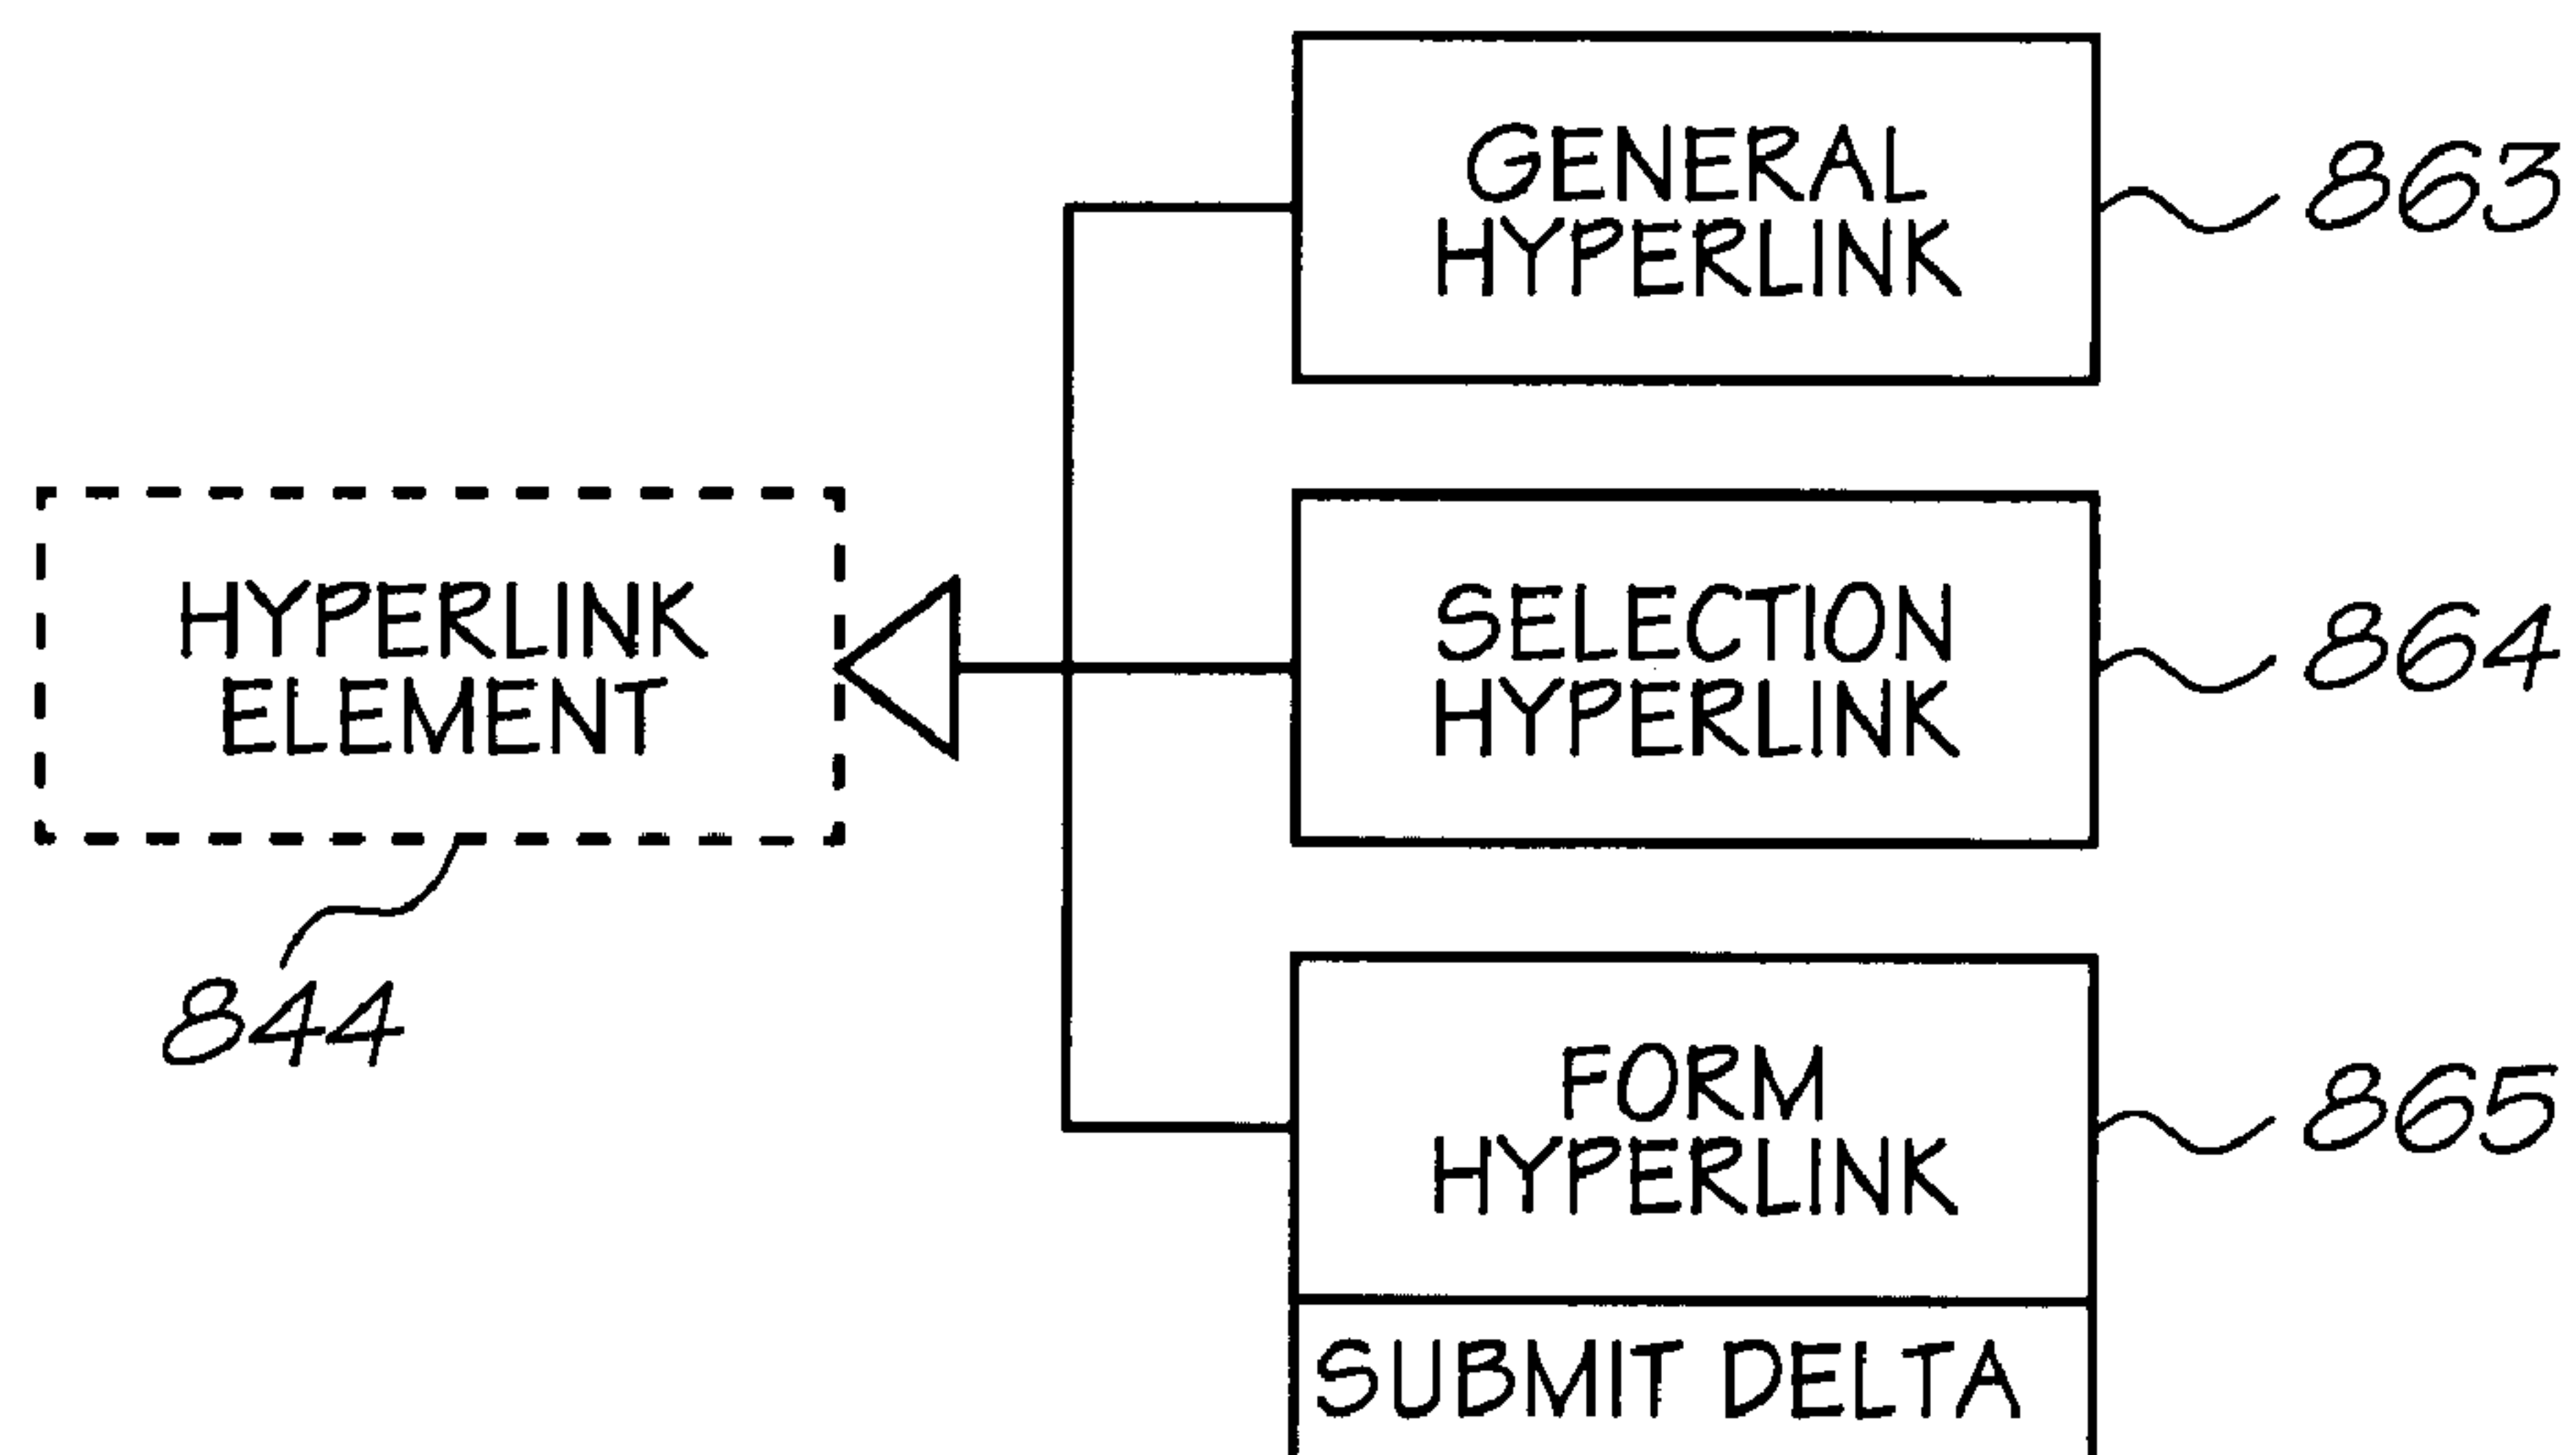 GENERAL
HYPERLINK
863
HYPERLINK
ELEMENT
844
SELECTION
HYPERLINK
864
FORM
HYPERLINK
865
SUBMIT DELTA